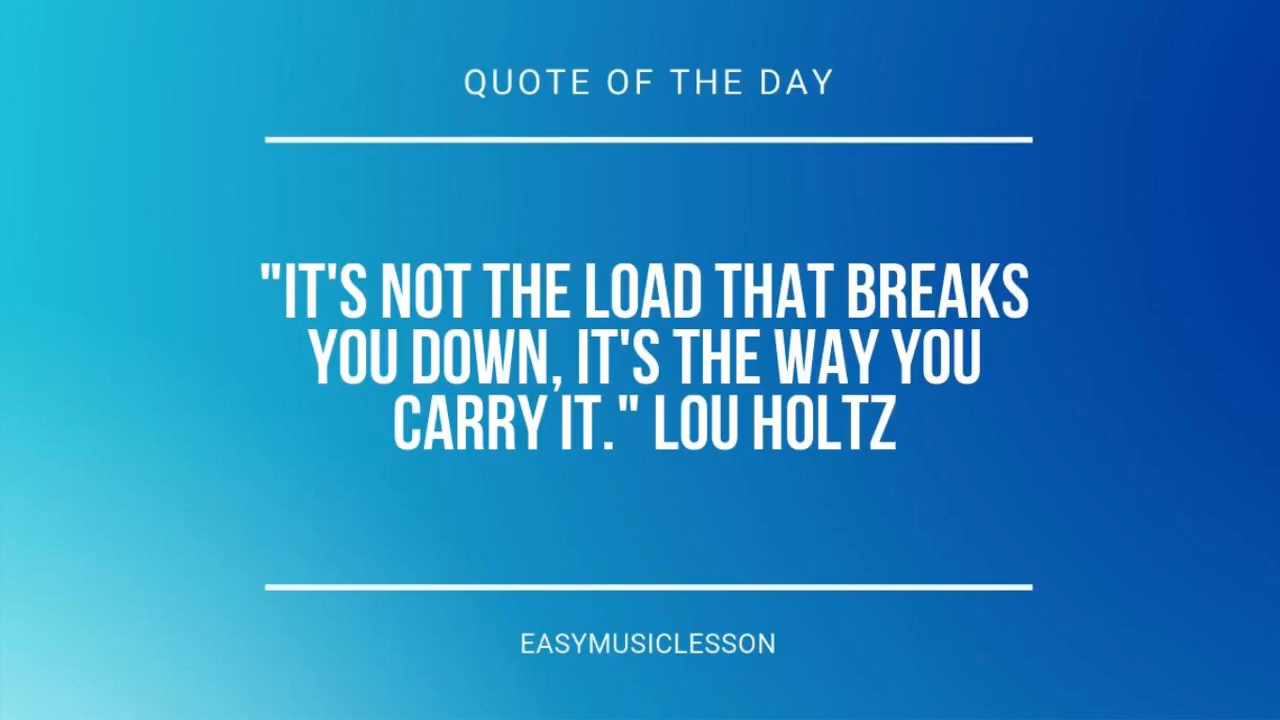 QUOTE OF THE DAY
"IT'S NOT THE LOAD THAT BREAKS
YOU DOWN, IT'S THE WAY YOU
CARRY IT." LOU HOLTZ
EASYMUSICLESSON